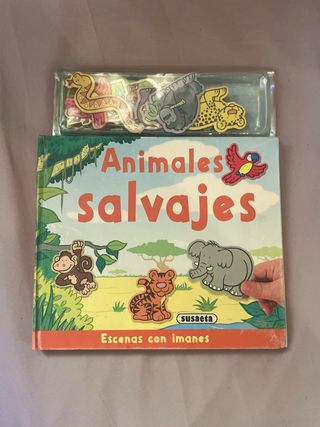 Animales
salvajes
susaeta
Escenas con imanes